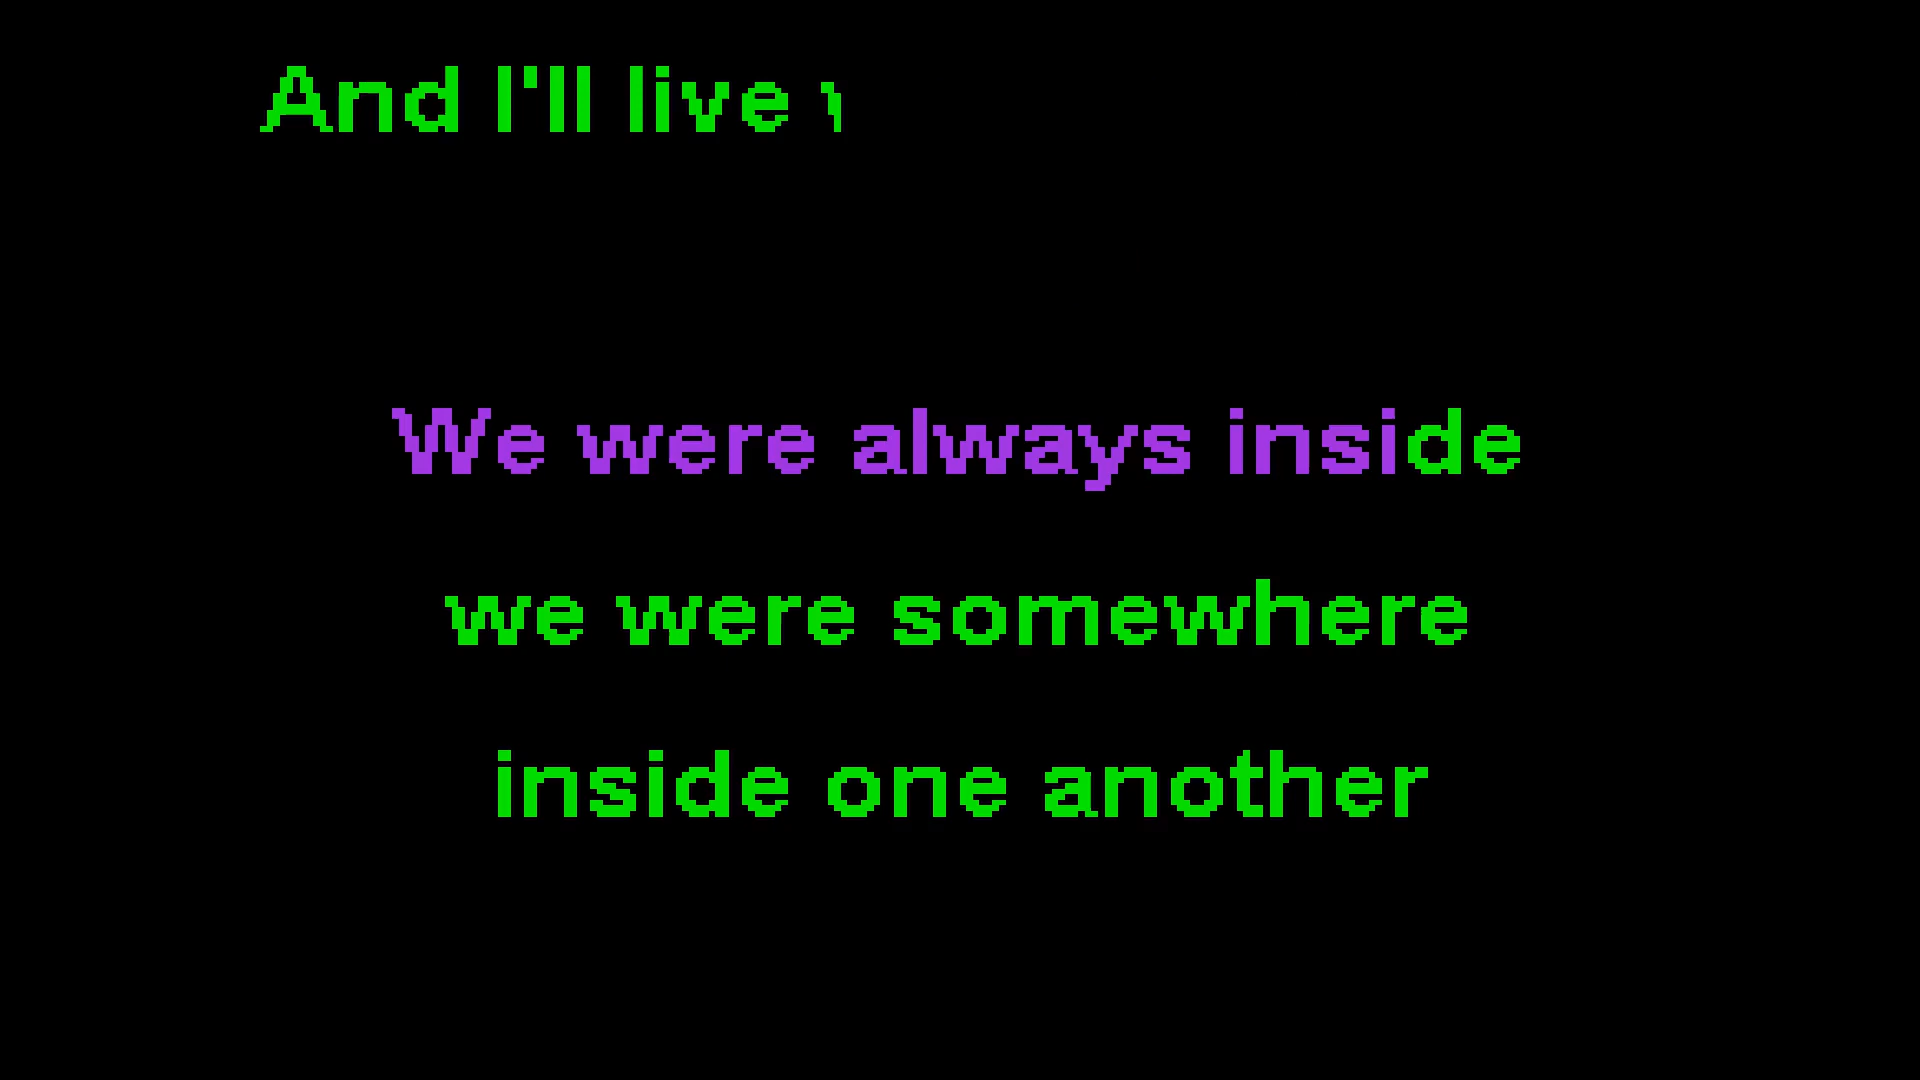 And I'll live
We were always inside
we were somewhere
inside one another